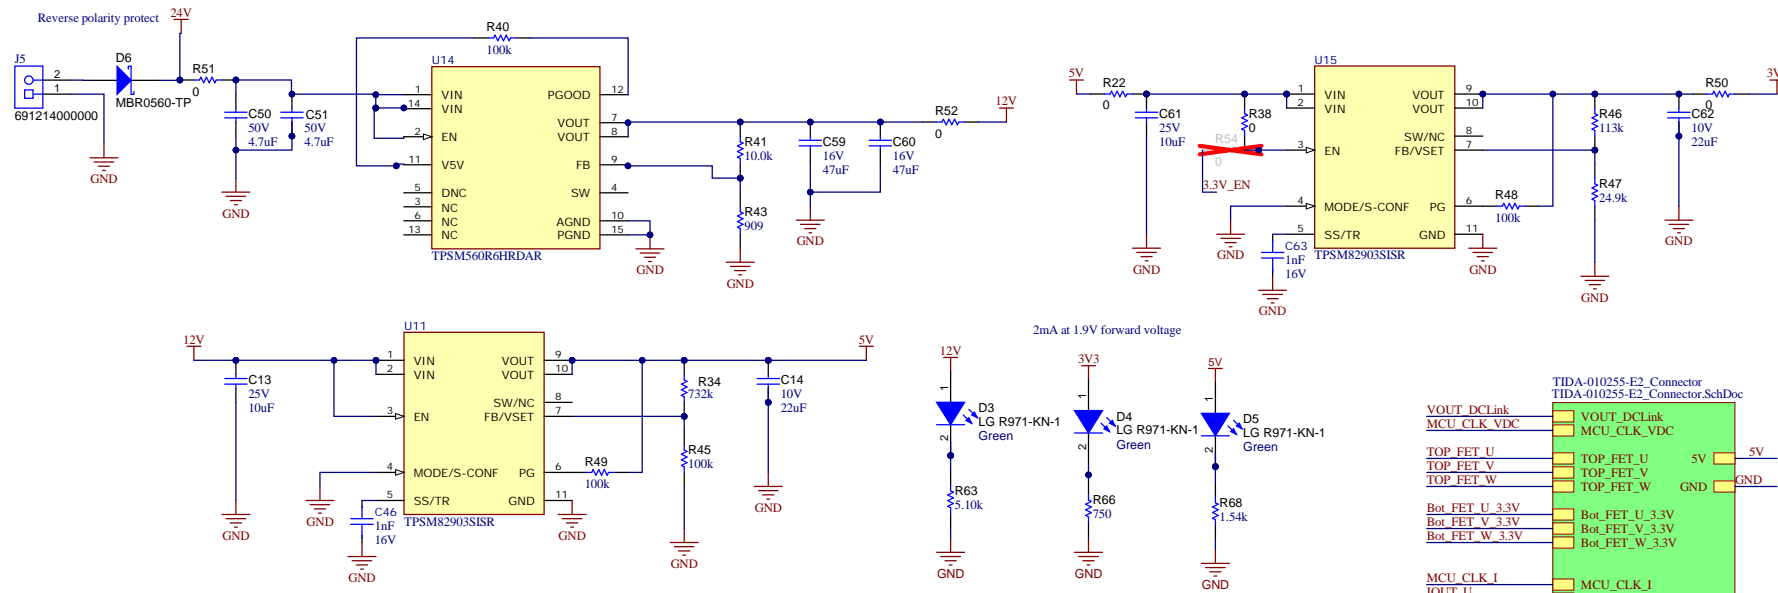 Reverse polarity protect
24V
J5
2
1
691214000000
GND
D6
MBR0560-TP
R51
0
C50
50V
4.7uF
GND
C51
50V
4.7uF
R40
100k
U14
1 VIN
14 VIN
2 EN
11 V5V
5 DNC
3 NC
6 NC
13 NC
PGOOD 12
VOUT 7
VOUT 8
FB 9
SW 4
AGND 10
PGND 15
TPSM560R6HRDAR
GND
R41
10.0k
R43
909
GND
C59
16V
47uF
GND
C60
16V
47uF
R52
0
12V
5V
R22
0
C61
25V
10uF
GND
R38
0
R54
0
3.3V_EN
GND
C63
1nF
16V
GND
U15
1 VIN
2 VIN
3 EN
4 MODE/S-CONF
5 SS/TR
VOUT 9
VOUT 10
SW/NC 8
FB/VSET 7
PG 6
GND 11
TPSM82903SISR
R48
100k
GND
R46
113k
R47
24.9k
GND
R50
0
C62
10V
22uF
GND
12V
C13
25V
10uF
GND
GND
C46
1nF
16V
GND
U11
1 VIN
2 VIN
3 EN
4 MODE/S-CONF
5 SS/TR
VOUT 9
VOUT 10
SW/NC 8
FB/VSET 7
PG 6
GND 11
TPSM82903SISR
R49
100k
GND
R34
732k
R45
100k
GND
C14
10V
22uF
GND
5V
2mA at 1.9V forward voltage
12V
1
D3
LG R971-KN-1
Green
2
R63
5.10k
GND
3V3
1
D4
LG R971-KN-1
Green
2
R66
750
GND
5V
1
D5
LG R971-KN-1
Green
2
R68
1.54k
GND
TIDA-010255-E2_Connector
TIDA-010255-E2_Connector.SchDoc
VOUT_DCLink VOUT_DCLink
MCU_CLK_VDC MCU_CLK_VDC
TOP_FET_U TOP_FET_U 5V 5V
TOP_FET_V TOP_FET_V
TOP_FET_W TOP_FET_W GND GND
Bot_FET_U_3.3V Bot_FET_U_3.3V
Bot_FET_V_3.3V Bot_FET_V_3.3V
Bot_FET_W_3.3V Bot_FET_W_3.3V
MCU_CLK_I MCU_CLK_I